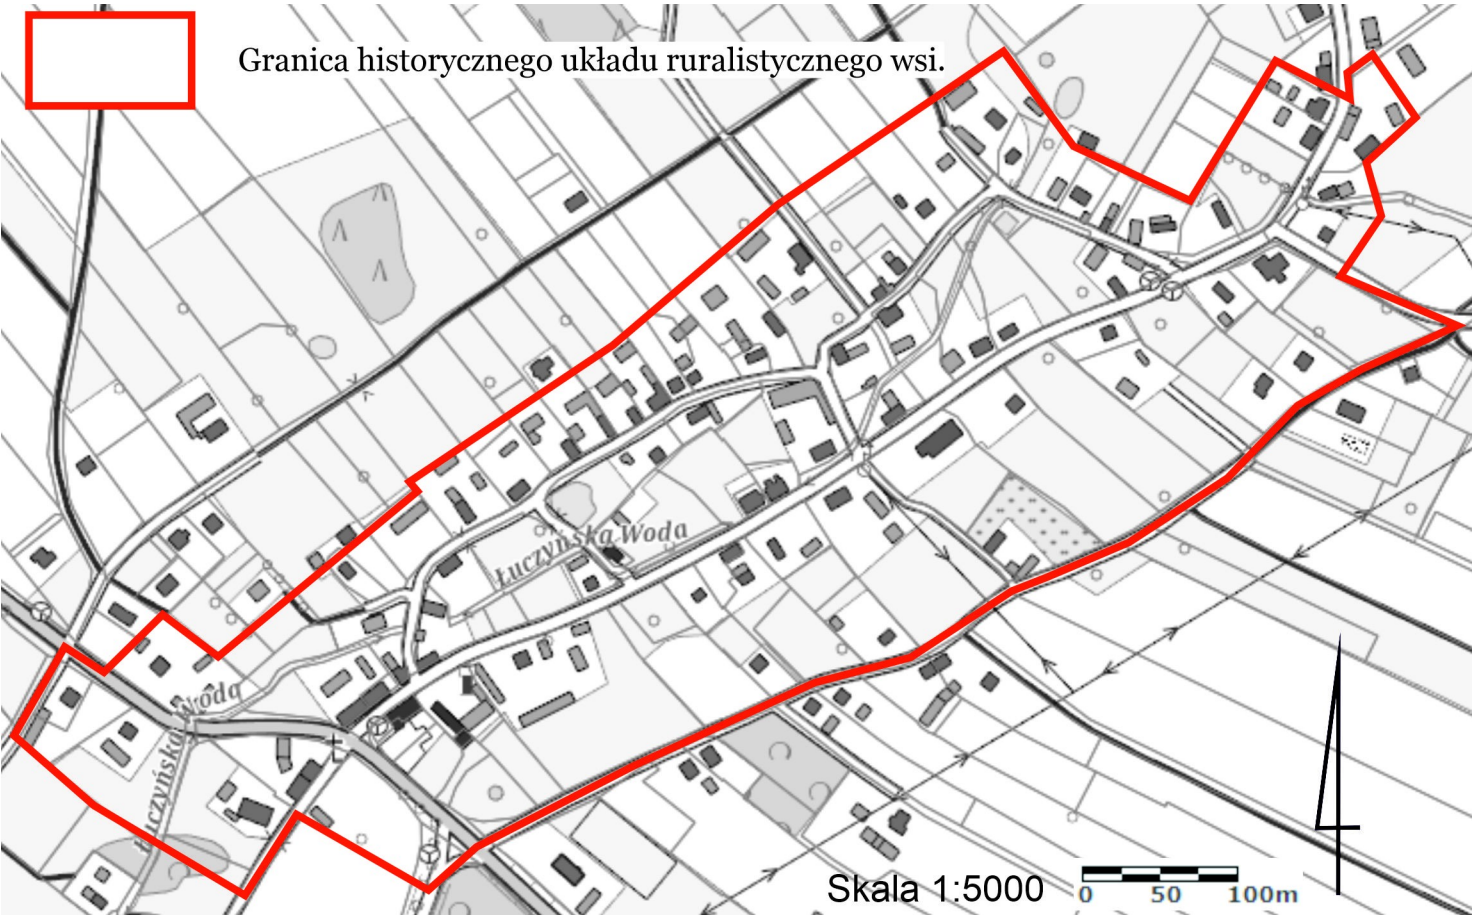 Granica historycznego układu ruralistycznego wsi.
Łuczyńska Woda
Woda
Łuczyńska
Skala 1:5000
0 50 100m